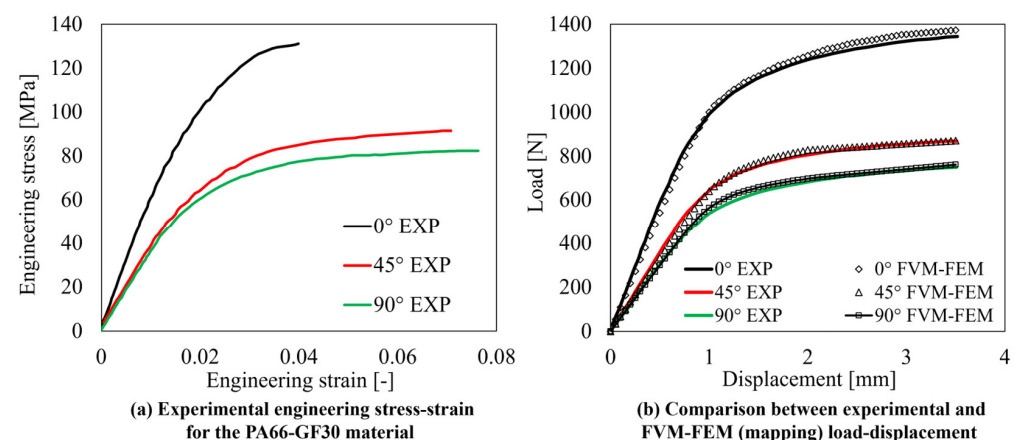 140
120
100
80
60
40
20
0
Engineering stress [MPa]
0° EXP
45° EXP
90° EXP
0
0.02
0.04
0.06
0.08
Engineering strain [-]
(a) Experimental engineering stress-strain
for the PA66-GF30 material
1400
1200
1000
800
600
400
200
0
Load [N]
0° EXP
0° FVM-FEM
45° EXP
45° FVM-FEM
90° EXP
90° FVM-FEM
0
1
2
3
4
Displacement [mm]
(b) Comparison between experimental and
FVM-FEM (mapping) load-displacement